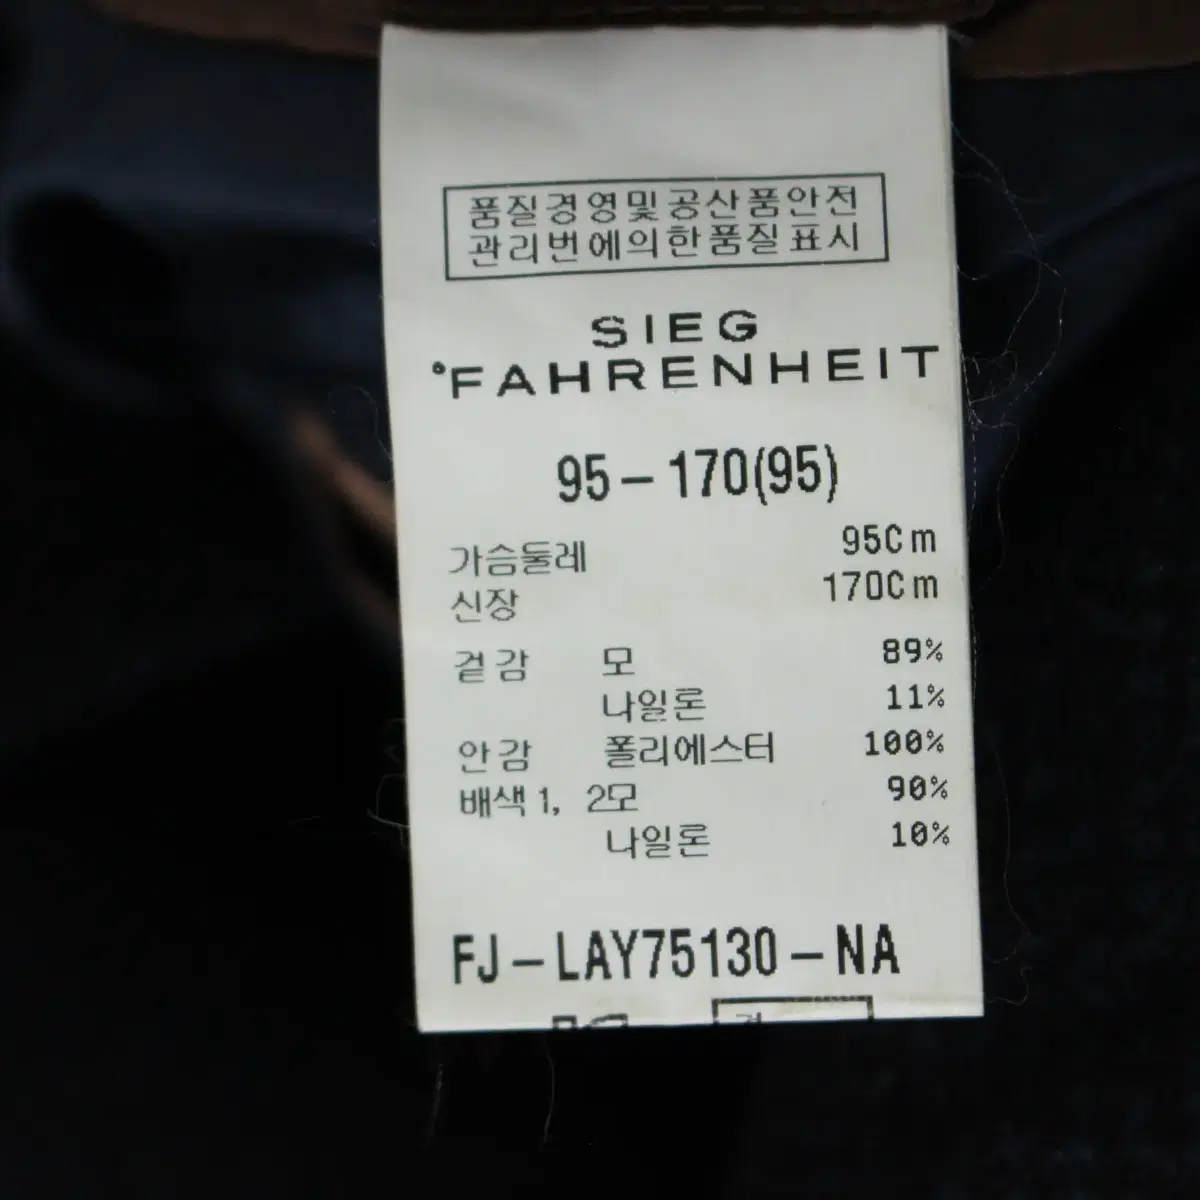 품질경영및공산품안전
관리번에의한품질표시
SIEG
°FAHRENHEIT
95-170(95)
가슴둘레 95Cm
신장 170Cm
겉감 모 89%
나일론 11%
안감 폴리에스터 100%
배색1, 2모 90%
나일론 10%
FJ-LAY75130-NA